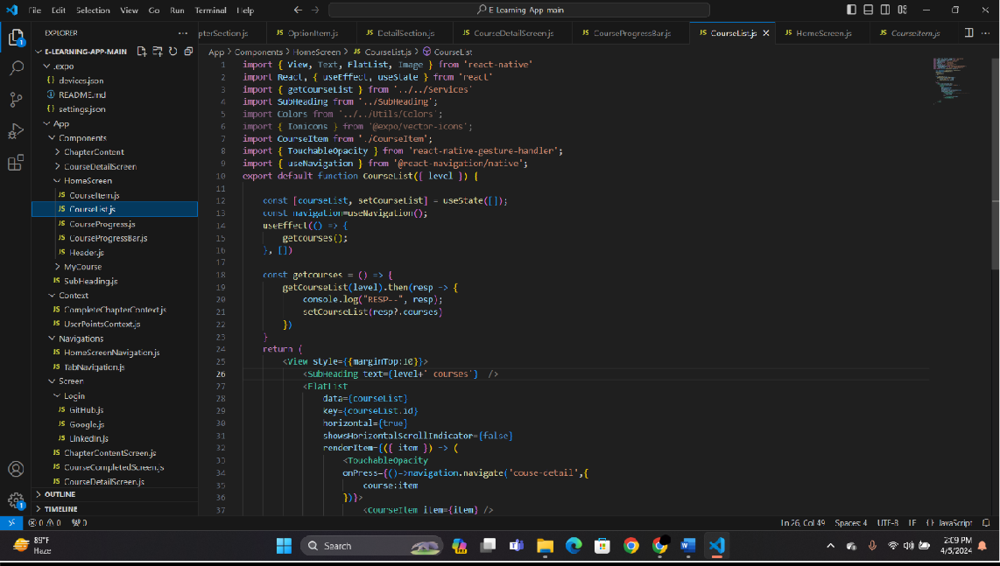 File Edit Selection View Go Run Terminal Help
E Learning App main
EXPLORER
pterSection.js
OptionItem.js
DetailSection.js
CourseDetailScreen.js
CourseProgressBar.js
CourseList.js
HomeScreen.js
CourseItem.js
E-LEARNING-APP-MAIN
.expo
devices.json
README.md
settings.json
App
Components
ChapterContent
CourseDetailScreen
HomeScreen
CourseItem.js
CourseList.js
CourseProgress.js
CourseProgressBar.js
Header.js
MyCourse
SubHeading.js
Context
CompleteChapterContext.js
UserPointsContext.js
Navigations
HomeScreenNavigation.js
TabNavigation.js
Screen
Login
GitHub.js
Google.js
LinkedIn.js
ChapterContentScreen.js
CourseCompletedScreen.js
CourseDetailScreen.js
OUTLINE
TIMELINE
App > Components > HomeScreen > JS CourseList.js > CourseList
1 import { View, Text, FlatList, Image } from 'react-native'
2 import React, { useEffect, useState } from 'react'
3 import { getCourseList } from '../../Services'
4 import SubHeading from '../SubHeading';
5 import Colors from '../../Utils/Colors';
6 import { Ionicons } from '@expo/vector-icons';
7 import CourseItem from './CourseItem';
8 import { TouchableOpacity } from 'react-native-gesture-handler';
9 import { useNavigation } from '@react-navigation/native';
10 export default function CourseList({ level }) {
11
12 const [courseList, setCourseList] = useState([]);
13 const navigation=useNavigation();
14 useEffect(() => {
15 getcourses();
16 }, [])
17
18 const getcourses = () => {
19 getCourseList(level).then(resp => {
20 console.log("RESP--", resp);
21 setCourseList(resp?.courses)
22 })
23 }
24 return (
25 <View style={{marginTop:10}}>
26 <SubHeading text={level+' courses'} />
27 <FlatList
28 data={courseList}
29 key={courseList.id}
30 horizontal={true}
31 showsHorizontalScrollIndicator={false}
32 renderItem={({ item }) => (
33 <TouchableOpacity
34 onPress={()=>navigation.navigate('couse-detail',{
35 course:item
36 })}>
37 <CourseItem item={item} />
0 0 0
Ln 26, Col 49 Spaces: 4 UTF-8 LF {} JavaScript
89°F
Haze
Search
2:09 PM
4/5/2024